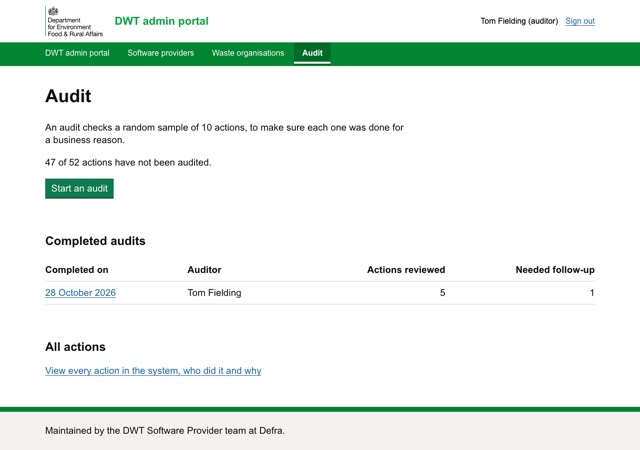 Department
for Environment
Food & Rural Affairs
DWT admin portal
Tom Fielding (auditor) Sign out
DWT admin portal Software providers Waste organisations Audit
Audit
An audit checks a random sample of 10 actions, to make sure each one was done for
a business reason.
47 of 52 actions have not been audited.
Start an audit
Completed audits
Completed on Auditor Actions reviewed Needed follow-up
28 October 2026 Tom Fielding 5 1
All actions
View every action in the system, who did it and why
Maintained by the DWT Software Provider team at Defra.